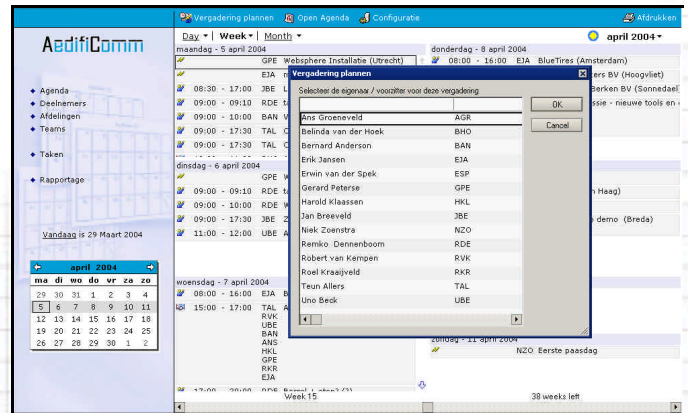 Vergadering plannen Open Agenda Configuratie Afdrukken
AedifiComm
Day Week Month
april 2004
Agenda
Deelnemers
Afdelingen
Teams
Taken
Rapportage
Vandaag is 29 Maart 2004
april 2004
ma di wo do vr za zo
29 30 31 1 2 3 4
5 6 7 8 9 10 11
12 13 14 15 16 17 18
19 20 21 22 23 24 25
26 27 28 29 30 1 2
maandag - 5 april 2004
GPE Websphere Installatie (Utrecht)
EJA
08:30 - 17:00 JBE
09:00 - 09:10 RDE
09:00 - 10:00 BAN
09:00 - 17:30 TAL
09:00 - 17:30 TAL
dinsdag - 6 april 2004
GPE
09:00 - 09:10 RDE
09:00 - 10:00 RDE
09:00 - 17:30 JBE
11:00 - 12:00 UBE
woensdag - 7 april 2004
08:00 - 16:00 EJA
15:00 - 17:00 TAL
RVK
UBE
BAN
ANS
HKL
GPE
RKR
EJA
17:00 20:00 RDE
Week 15
donderdag - 8 april 2004
08:00 - 16:00 EJA BlueTires (Amsterdam)
BV (Hoogvliet)
Berken BV (Sonnedael
nieuwe tools en
Haag)
demo (Breda)
zondag - 11 april 2004
NZO Eerste paasdag
38 weeks left
Vergadering plannen
Selecteer de eigenaar / voorzitter voor deze vergadering
OK
Cancel
Ans Groeneveld AGR
Belinda van der Hoek BHO
Bernard Anderson BAN
Erik Jansen EJA
Erwin van der Spek ESP
Gerard Peterse GPE
Harold Klaassen HKL
Jan Breeveld JBE
Niek Zoenstra NZO
Remko Dennenboom RDE
Robert van Kempen RVK
Roel Kraaijveld RKR
Teun Allers TAL
Uno Beck UBE